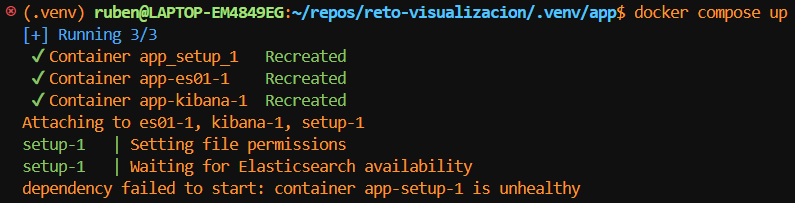 (.venv) ruben@LAPTOP-EM4849EG:~/repos/reto-visualizacion/.venv/app$ docker compose up
[+] Running 3/3
✔ Container app_setup_1 Recreated
✔ Container app-es01-1 Recreated
✔ Container app-kibana-1 Recreated
Attaching to es01-1, kibana-1, setup-1
setup-1 | Setting file permissions
setup-1 | Waiting for Elasticsearch availability
dependency failed to start: container app-setup-1 is unhealthy